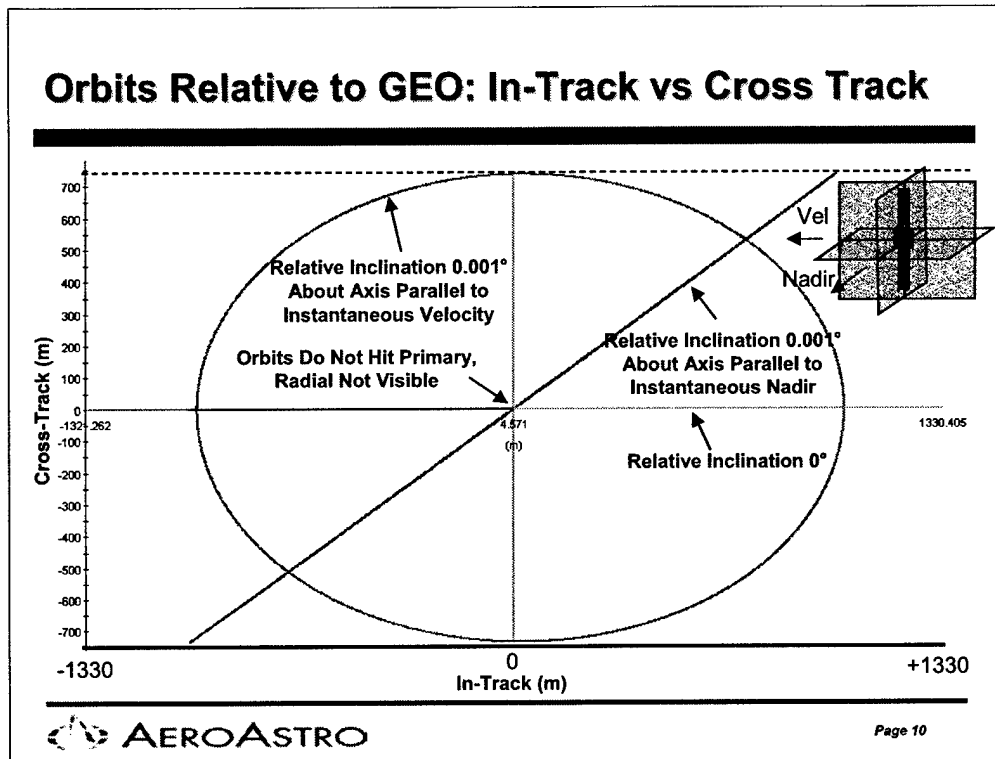 Orbits Relative to GEO: In-Track vs Cross Track
700
600
500
400
300
200
100
0
-100
-200
-300
-400
-500
-600
-700
Cross-Track (m)
Vel
Nadir
Relative Inclination 0.001°
About Axis Parallel to
Instantaneous Velocity
Orbits Do Not Hit Primary,
Radial Not Visible
Relative Inclination 0.001°
About Axis Parallel to
Instantaneous Nadir
4.571
(m)
1330.405
Relative Inclination 0°
-1330
0
+1330
In-Track (m)
AEROASTRO
Page 10